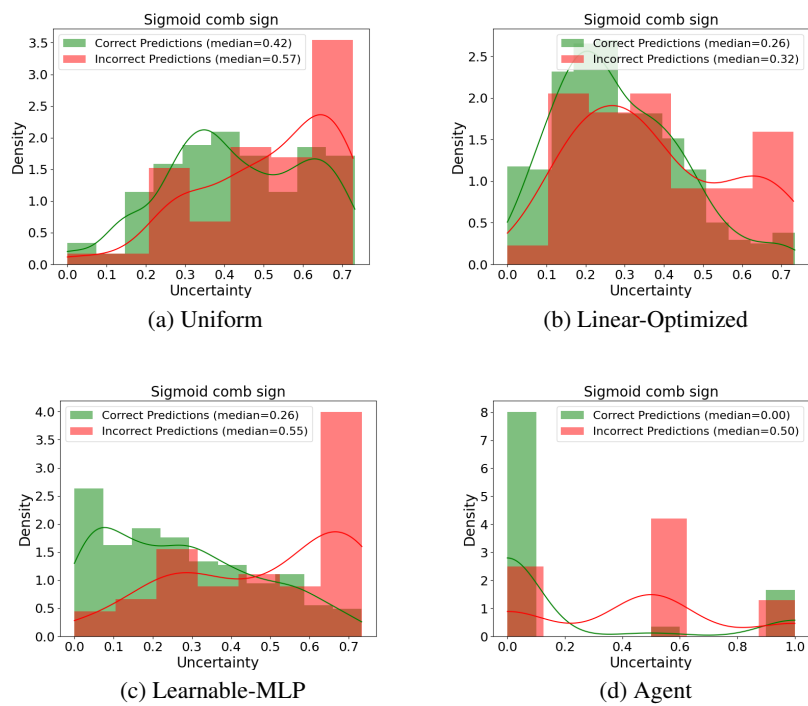 Sigmoid comb sign
Correct Predictions (median=0.42)
Incorrect Predictions (median=0.57)
3.5
3.0
2.5
2.0
1.5
1.0
0.5
0.0
Density
0.0 0.1 0.2 0.3 0.4 0.5 0.6 0.7
Uncertainty
(a) Uniform
Sigmoid comb sign
Correct Predictions (median=0.26)
Incorrect Predictions (median=0.32)
2.5
2.0
1.5
1.0
0.5
0.0
Density
0.0 0.1 0.2 0.3 0.4 0.5 0.6 0.7
Uncertainty
(b) Linear-Optimized
Sigmoid comb sign
Correct Predictions (median=0.26)
Incorrect Predictions (median=0.55)
4.0
3.5
3.0
2.5
2.0
1.5
1.0
0.5
0.0
Density
0.0 0.1 0.2 0.3 0.4 0.5 0.6 0.7
Uncertainty
(c) Learnable-MLP
Sigmoid comb sign
Correct Predictions (median=0.00)
Incorrect Predictions (median=0.50)
8
7
6
5
4
3
2
1
0
Density
0.0 0.2 0.4 0.6 0.8 1.0
Uncertainty
(d) Agent